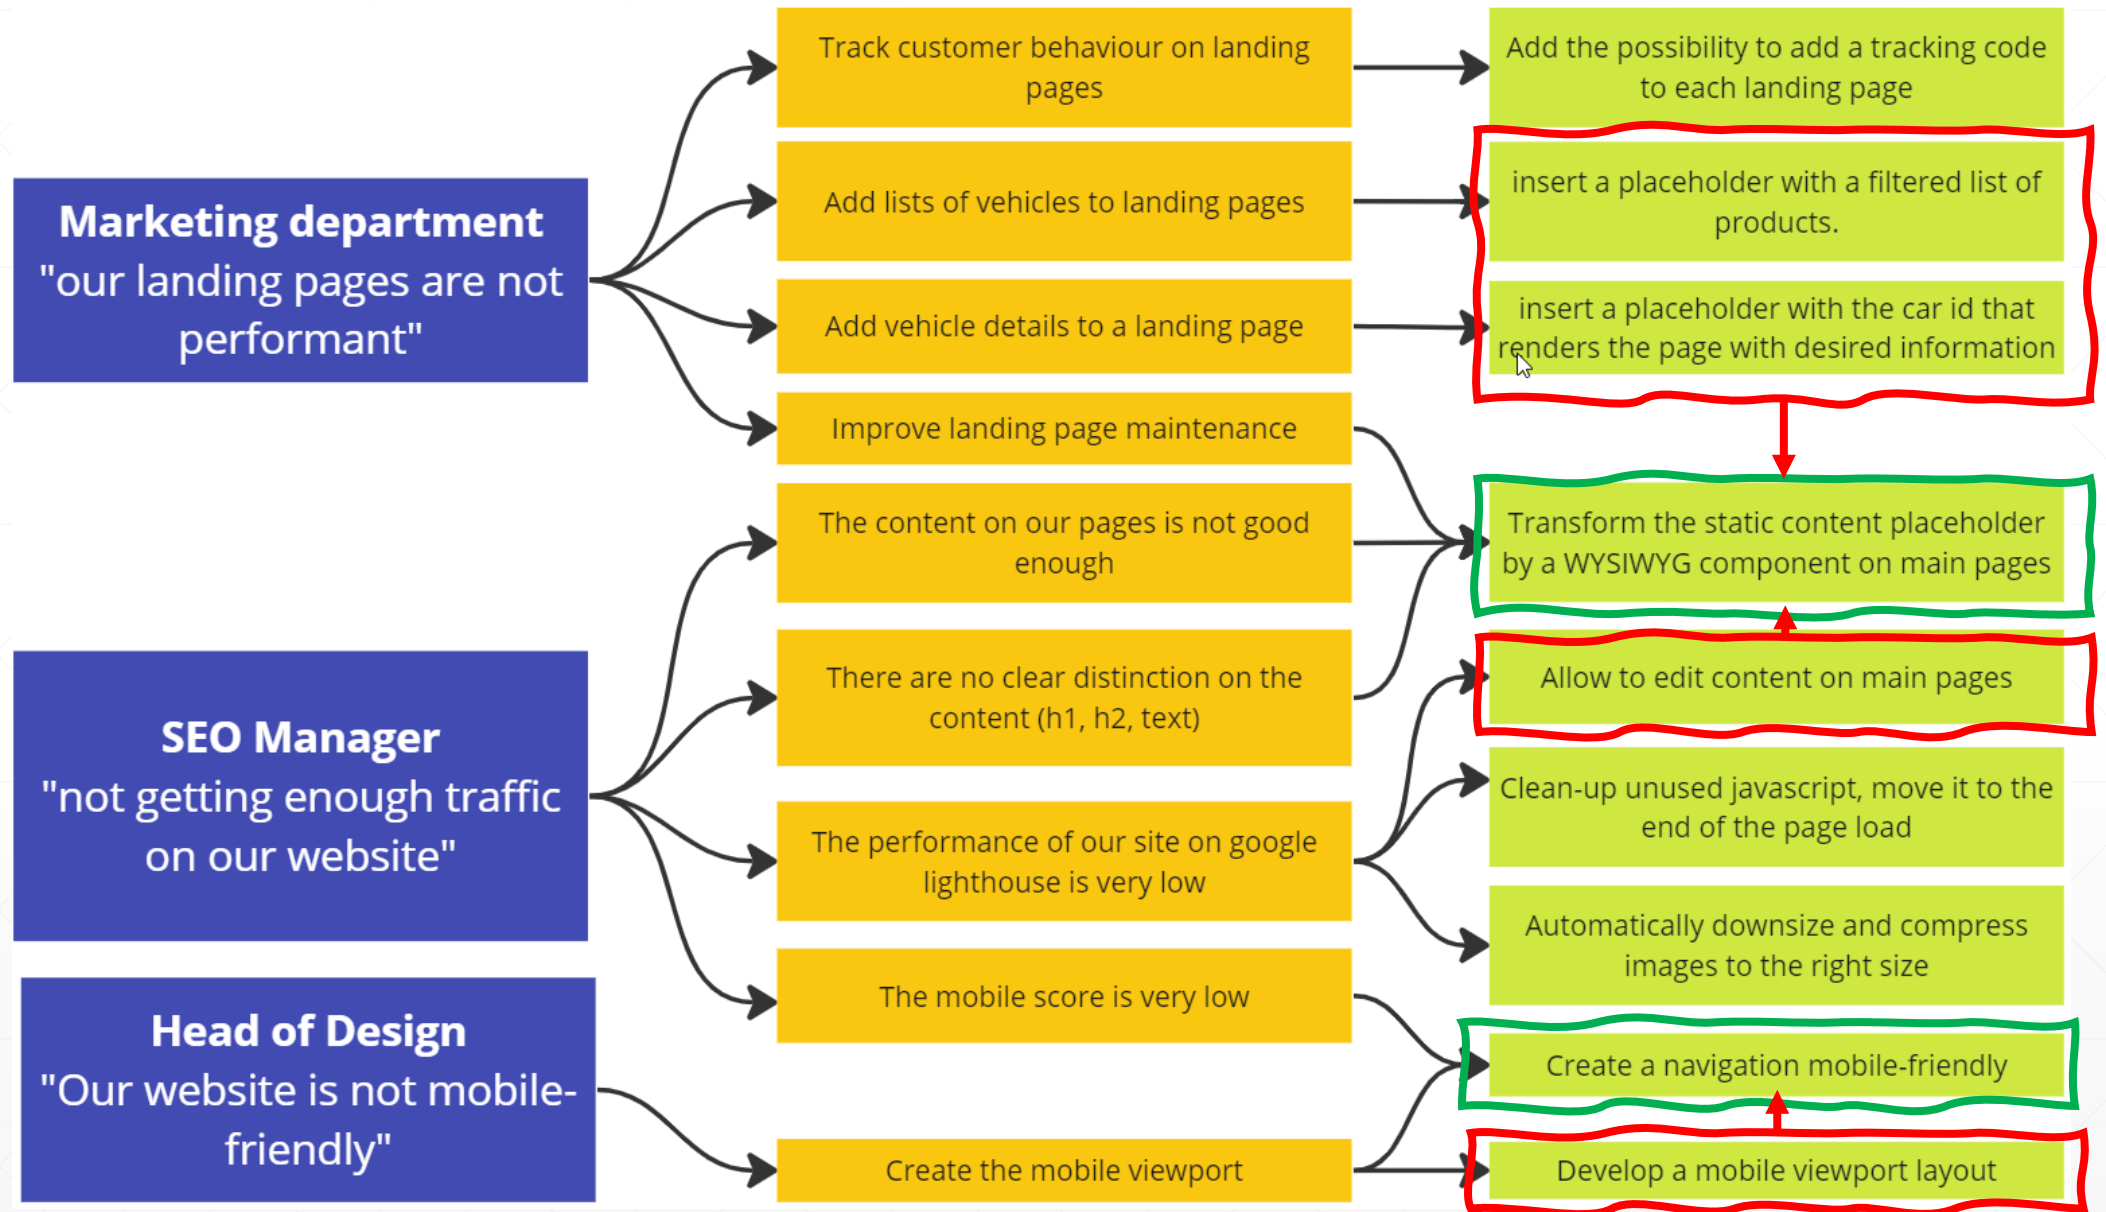 Marketing department
"our landing pages are not
performant"
SEO Manager
"not getting enough traffic
on our website"
Head of Design
"Our website is not mobile-
friendly"
Track customer behaviour on landing
pages
Add lists of vehicles to landing pages
Add vehicle details to a landing page
Improve landing page maintenance
The content on our pages is not good
enough
There are no clear distinction on the
content (h1, h2, text)
The performance of our site on google
lighthouse is very low
The mobile score is very low
Create the mobile viewport
Add the possibility to add a tracking code
to each landing page
insert a placeholder with a filtered list of
products.
insert a placeholder with the car id that
renders the page with desired information
Transform the static content placeholder
by a WYSIWYG component on main pages
Allow to edit content on main pages
Clean-up unused javascript, move it to the
end of the page load
Automatically downsize and compress
images to the right size
Create a navigation mobile-friendly
Develop a mobile viewport layout